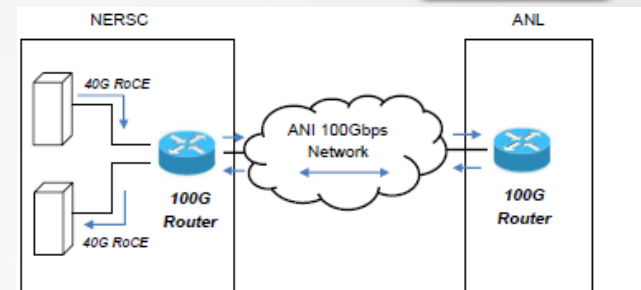 NERSC
ANL
40G RoCE
ANI 100Gbps
Network
100G
Router
100G
Router
40G RoCE